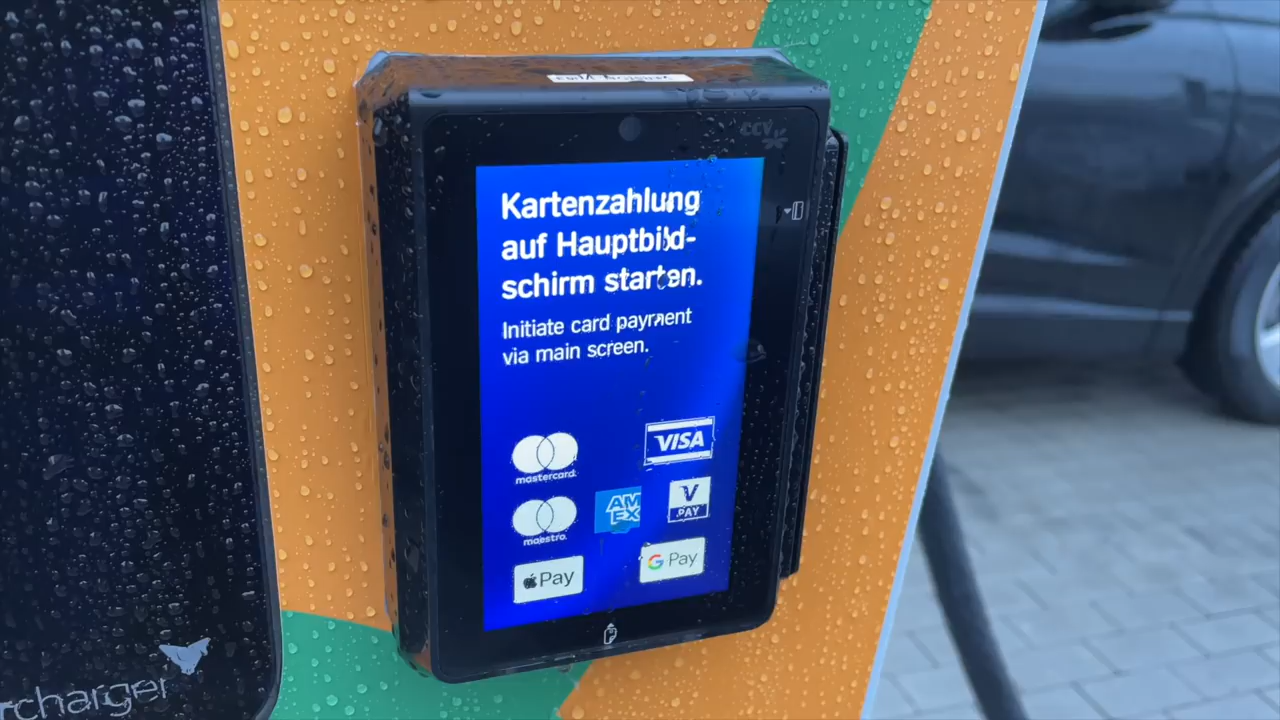 CCV
Kartenzahlung
auf Hauptbild-
schirm starten.
Initiate card payment
via main screen.
mastercard.
VISA
maestro.
AM
EX
V
PAY
Pay
G Pay
rcharger